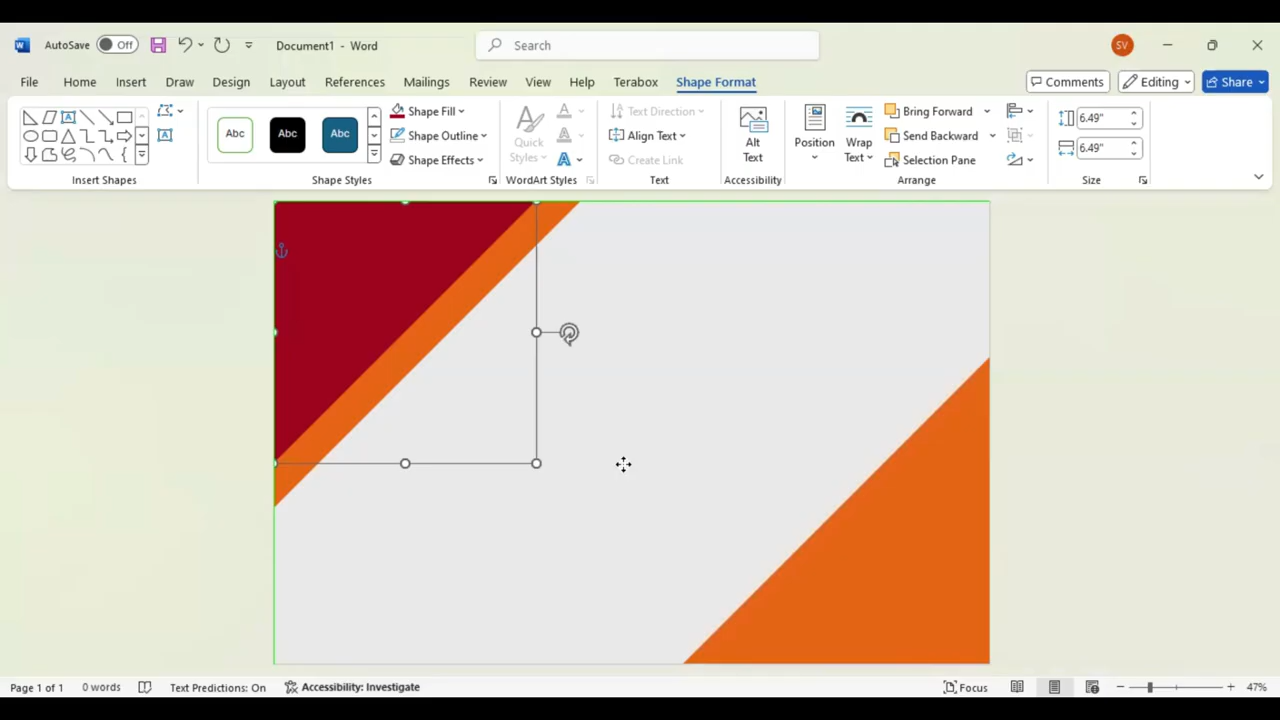 AutoSave Off Document1 - Word Search SV
File Home Insert Draw Design Layout References Mailings Review View Help Terabox Shape Format Comments Editing Share
Abc Abc Abc Shape Fill Text Direction Bring Forward 6.49"
Shape Outline Quick Styles Align Text Alt Text Position Wrap Text Send Backward 6.49"
Shape Effects Create Link Selection Pane
Insert Shapes Shape Styles WordArt Styles Text Accessibility Arrange Size
Page 1 of 1 0 words Text Predictions: On Accessibility: Investigate Focus 47%